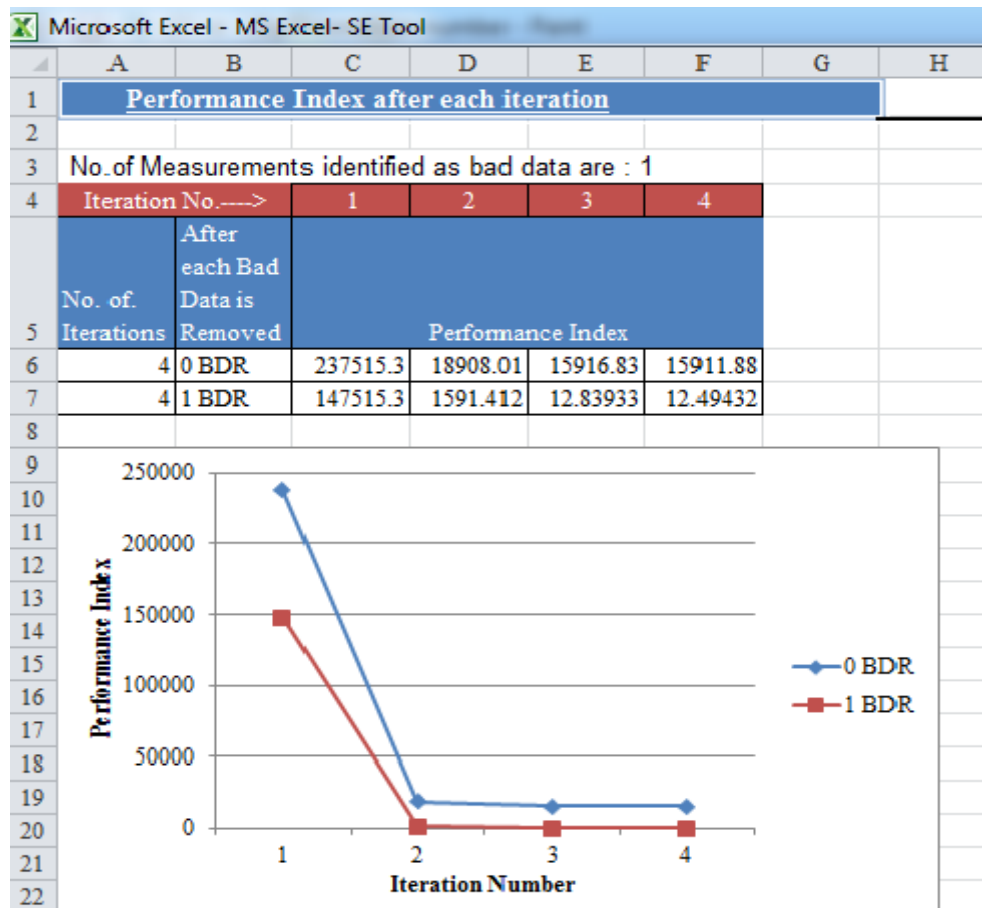 Microsoft Excel - MS Excel- SE Tool
A B C D E F G H
1 Performance Index after each iteration
2
3 No.of Measurements identified as bad data are : 1
4 Iteration No.----> 1 2 3 4
After
each Bad
No. of. Data is
5 Iterations Removed Performance Index
6 4 0 BDR 237515.3 18908.01 15916.83 15911.88
7 4 1 BDR 147515.3 1591.412 12.83933 12.49432
8
9
10
11
12
13
14
15
16
17
18
19
20
21
22
250000
200000
150000
100000
50000
0
Performance Index
1 2 3 4
Iteration Number
0 BDR
1 BDR